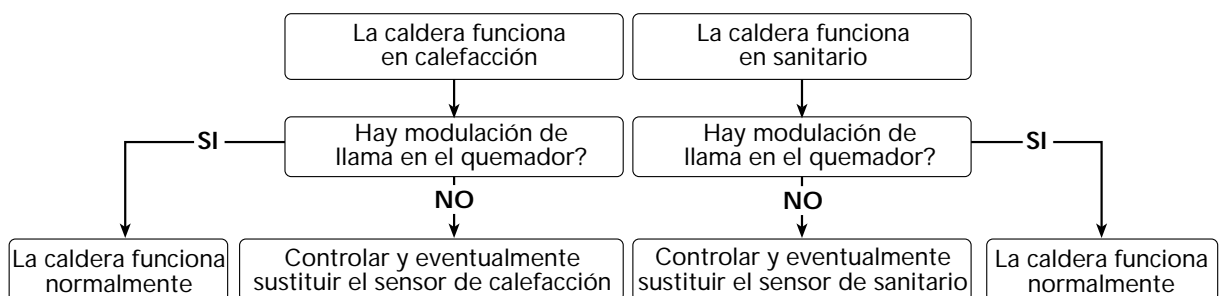 La caldera funciona
en calefacción
La caldera funciona
en sanitario
Hay modulación de
llama en el quemador?
Hay modulación de
llama en el quemador?
SI
SI
NO
NO
La caldera funciona
normalmente
Controlar y eventualmente
sustituir el sensor de calefacción
Controlar y eventualmente
sustituir el sensor de sanitario
La caldera funciona
normalmente